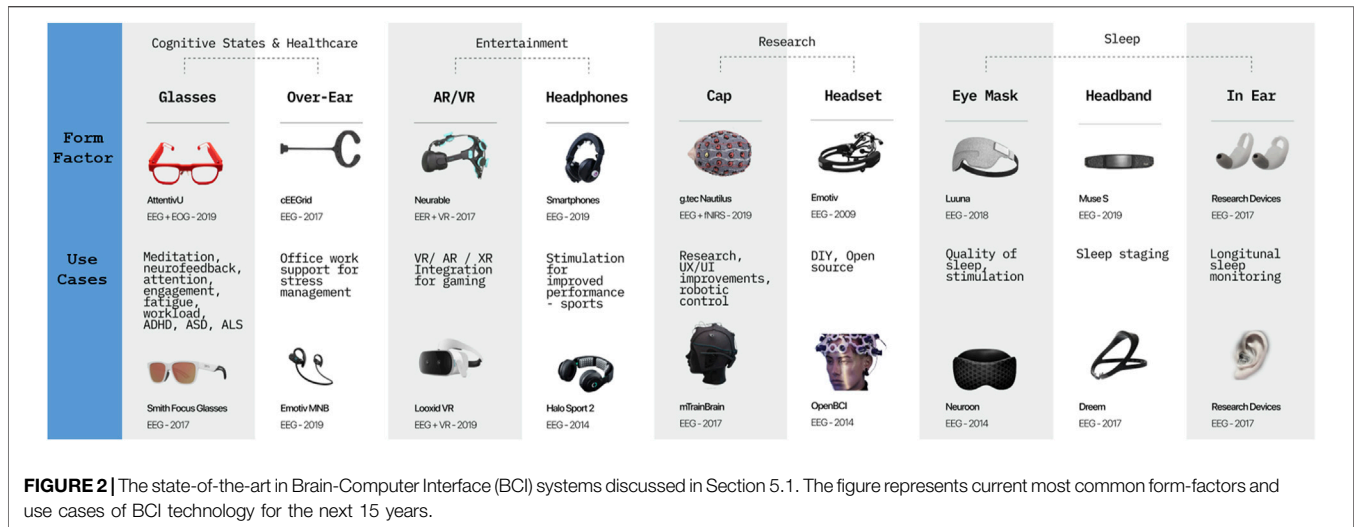 Cognitive States & Healthcare
Entertainment
Research
Sleep
Glasses
Over-Ear
AR/VR
Headphones
Cap
Headset
Eye Mask
Headband
In Ear
Form
Factor
AttentivU
EEG + EOG - 2019
cEEGrid
EEG - 2017
Neurable
EER + VR - 2017
Smartphones
EEG - 2019
g.tec Nautilus
EEG + fNIRS - 2019
Emotiv
EEG - 2009
Luuna
EEG - 2018
Muse S
EEG - 2019
Research Devices
EEG - 2017
Use
Cases
Meditation,
neurofeedback,
attention,
engagement,
fatigue,
workload,
ADHD, ASD, ALS
Office work
support for
stress
management
VR/ AR / XR
Integration
for gaming
Stimulation
for
improved
performance
- sports
Research,
UX/UI
improvements,
robotic
control
DIY, Open
source
Quality of
sleep,
stimulation
Sleep staging
Longitunal
sleep
monitoring
Smith Focus Glasses
EEG - 2017
Emotiv MN8
EEG - 2019
Looxid VR
EEG + VR - 2019
Halo Sport 2
EEG - 2014
mTrainBrain
EEG - 2017
OpenBCI
EEG - 2014
Neuroon
EEG - 2014
Dreem
EEG - 2017
Research Devices
EEG - 2017
FIGURE 2 | The state-of-the-art in Brain-Computer Interface (BCI) systems discussed in Section 5.1. The figure represents current most common form-factors and
use cases of BCI technology for the next 15 years.